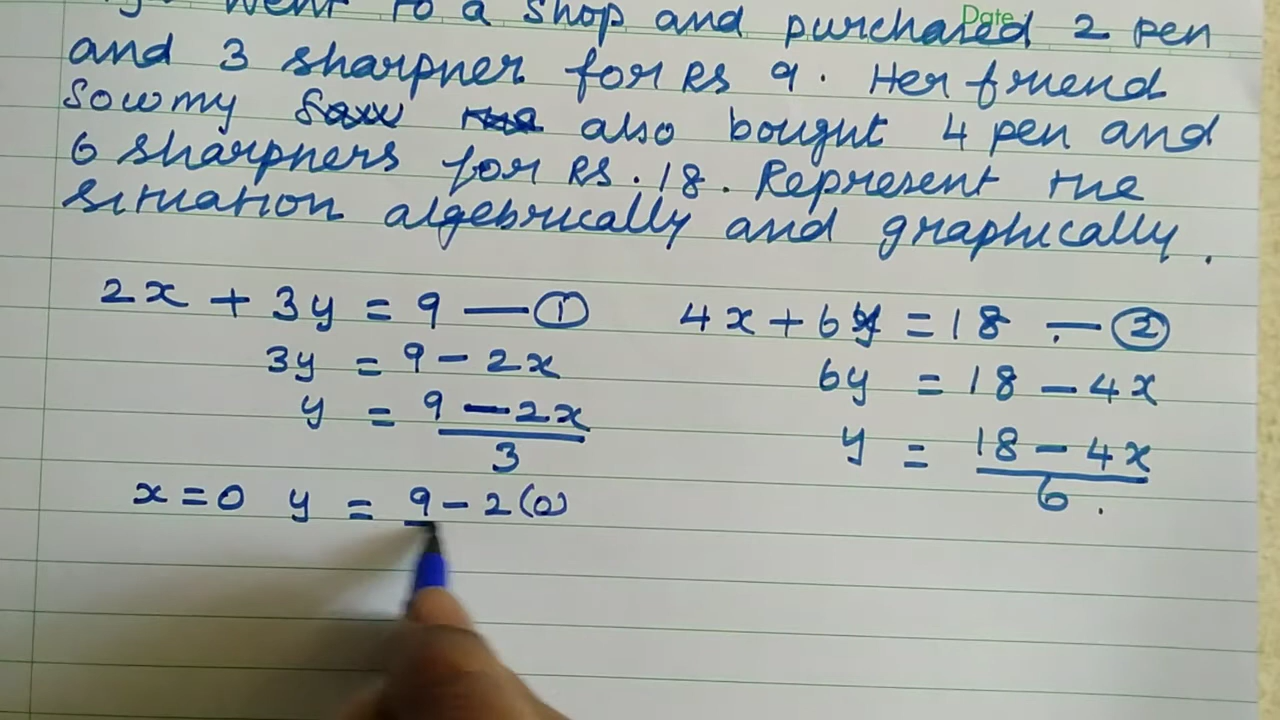 went to a shop and purchased 2 pen
Date
and 3 sharpner for Rs 9. Her friend
Sowmy also bought 4 pen and
6 sharpners for Rs. 18. Represent the
situation algebrically and graphically.
2x + 3y = 9 — ①
3y = 9 - 2x
y = 9 - 2x
3
x = 0 y = 9 - 2(0)
4x + 6y = 18 . — ②
6y = 18 - 4x
y = 18 - 4x
6 .